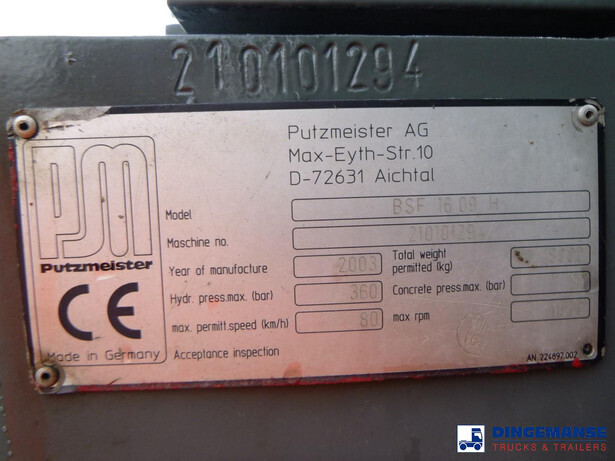 210101294
Putzmeister AG
Max-Eyth-Str.10
D-72631 Aichtal
PM
Putzmeister
CE
Made in Germany
Model BSF 16 09 H
Machine no. 210101294
Year of manufacture 2003
Total weight permitted (kg)
Hydr. press.max. (bar) 360
Concrete press.max. (bar)
max. permitt.speed (km/h) 80
max rpm
Acceptance inspection
AN. 224897.002
DINGEMANSE
TRUCKS & TRAILERS